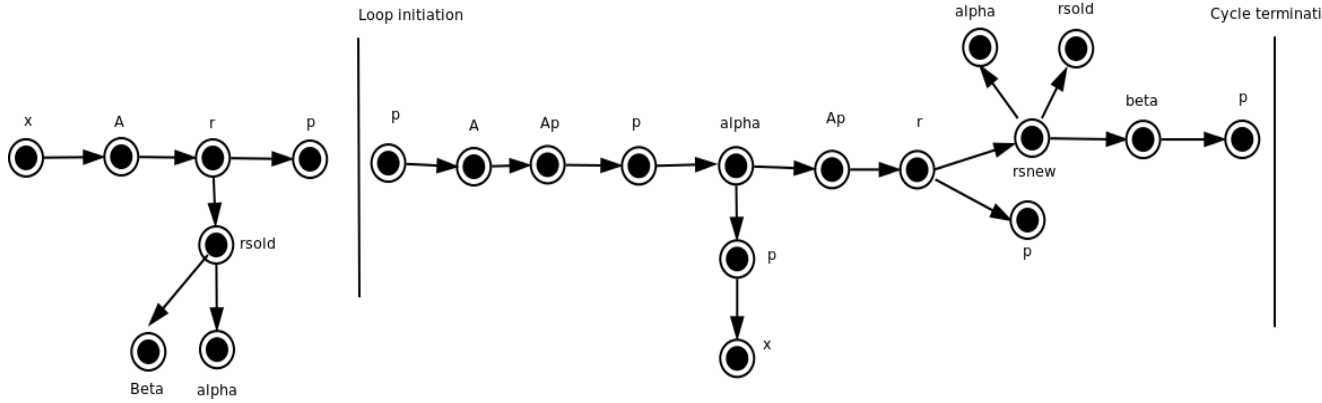 Loop initiation
alpha
rsold
Cycle terminati
x
A
r
p
p
A
Ap
p
alpha
Ap
r
beta
p
rsnew
rsold
p
p
x
Beta
alpha